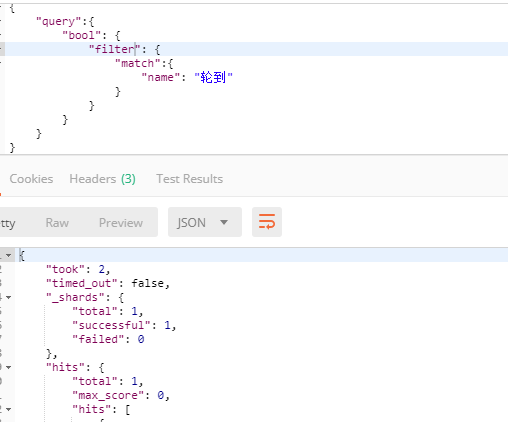 {
"query":{
"bool": {
"filter": {
"match":{
"name": "轮到"
}
}
}
}
}
Cookies Headers (3) Test Results
etty Raw Preview JSON
{
"took": 2,
"timed_out": false,
"_shards": {
"total": 1,
"successful": 1,
"failed": 0
},
"hits": {
"total": 1,
"max_score": 0,
"hits": [